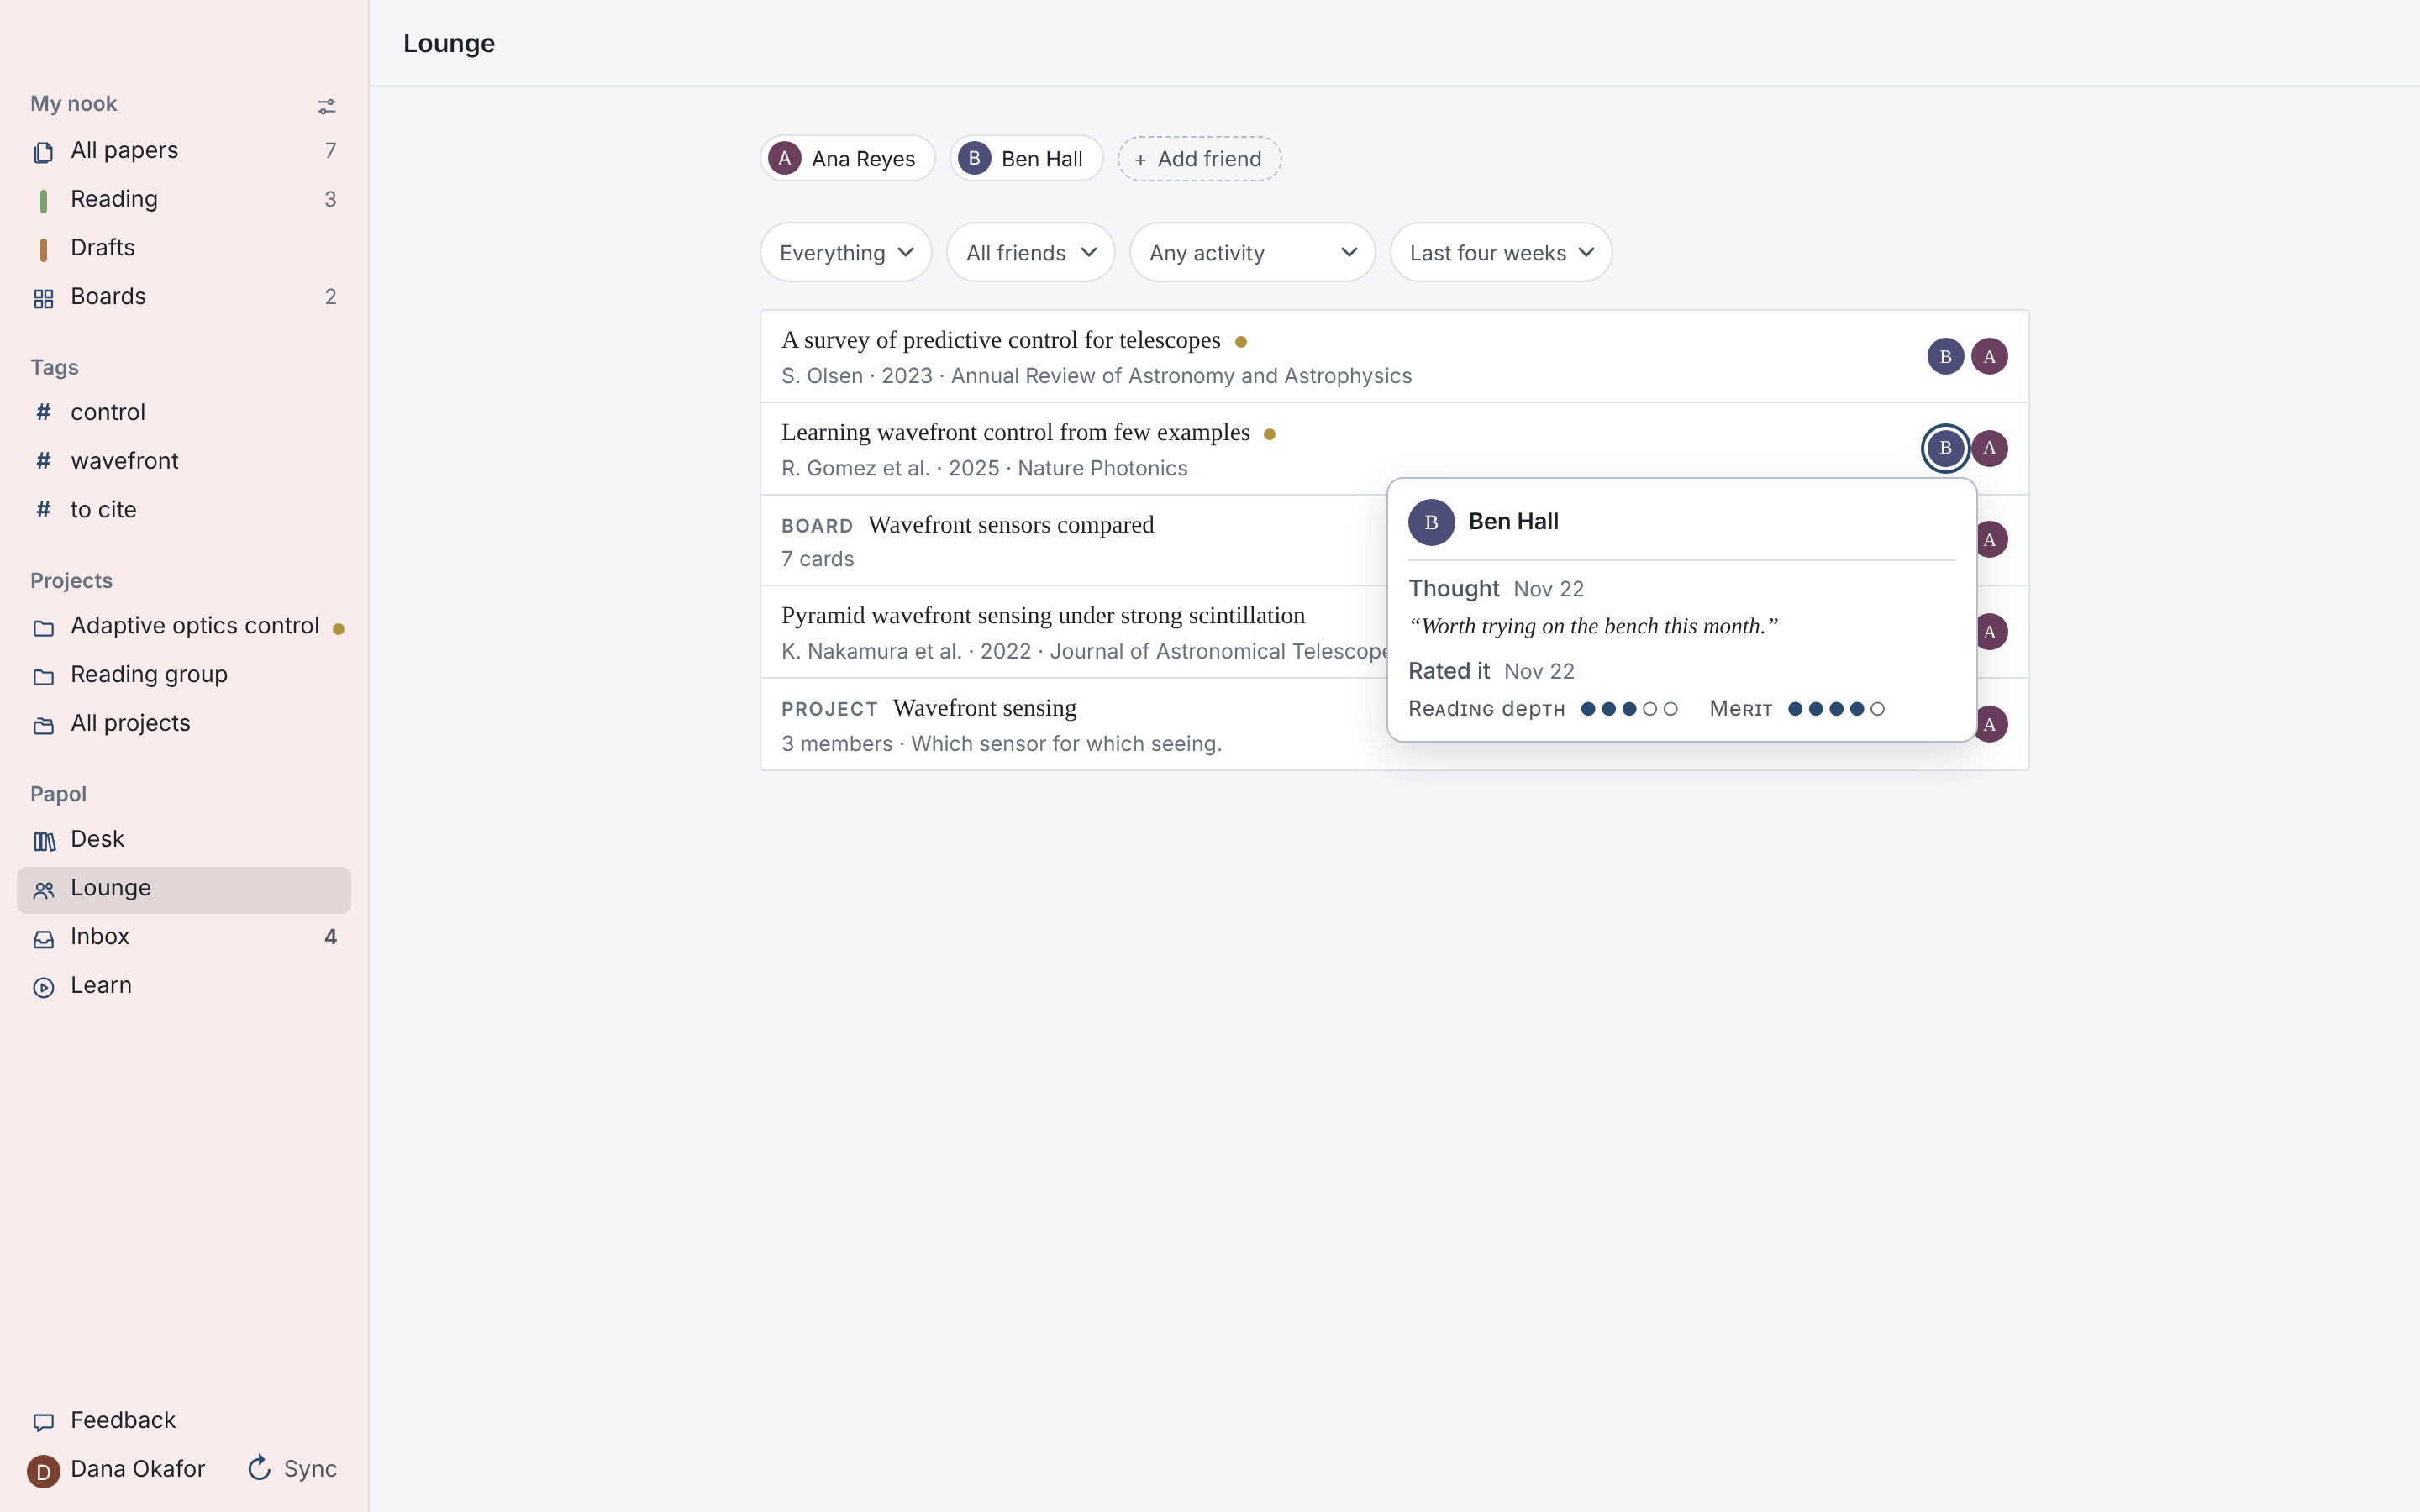 Lounge
My nook
All papers 7
Reading 3
Drafts
Boards 2
Tags
# control
# wavefront
# to cite
Projects
Adaptive optics control
Reading group
All projects
Papol
Desk
Lounge
Inbox 4
Learn
Feedback
D Dana Okafor Sync
A Ana Reyes B Ben Hall + Add friend
Everything All friends Any activity Last four weeks
A survey of predictive control for telescopes
S. Olsen · 2023 · Annual Review of Astronomy and Astrophysics
B A
Learning wavefront control from few examples
R. Gomez et al. · 2025 · Nature Photonics
B A
BOARD Wavefront sensors compared
7 cards
A
Pyramid wavefront sensing under strong scintillation
K. Nakamura et al. · 2022 · Journal of Astronomical Telescope
A
PROJECT Wavefront sensing
3 members · Which sensor for which seeing.
A
B Ben Hall
Thought Nov 22
“Worth trying on the bench this month.”
Rated it Nov 22
Reading depth Merit